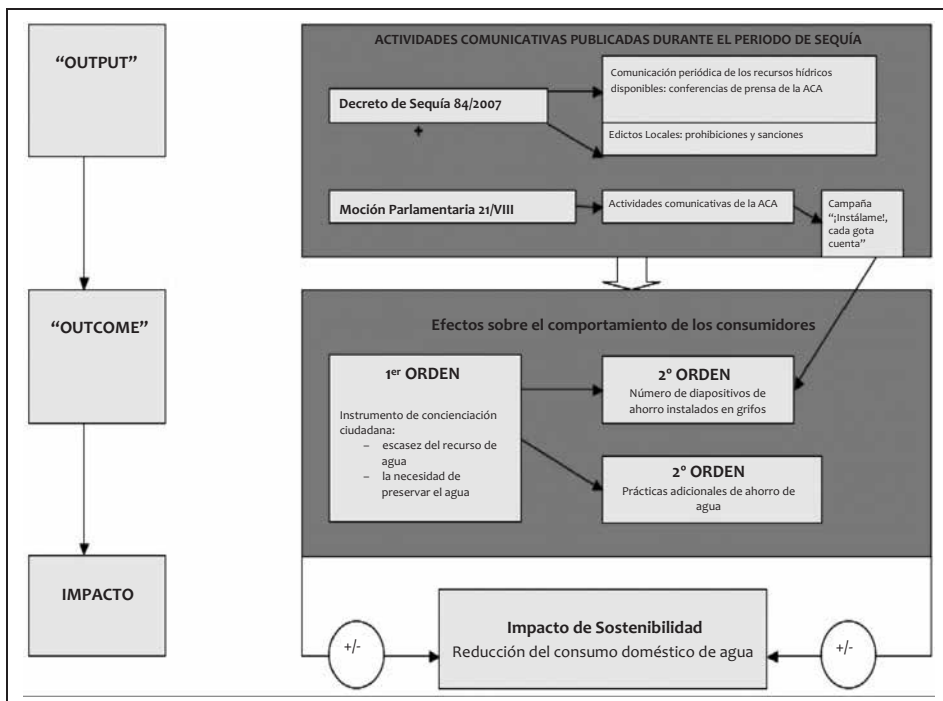 “OUTPUT”
ACTIVIDADES COMUNICATIVAS PUBLICADAS DURANTE EL PERIODO DE SEQUÍA
Decreto de Sequía 84/2007
+
Comunicación periódica de los recursos hídricos
disponibles: conferencias de prensa de la ACA
Edictos Locales: prohibiciones y sanciones
Moción Parlamentaria 21/VIII
Actividades comunicativas de la ACA
Campaña
“¡Instálame!,
cada gota
cuenta”
“OUTCOME”
Efectos sobre el comportamiento de los consumidores
1er ORDEN
Instrumento de concienciación
ciudadana:
– escasez del recurso de
agua
– la necesidad de
preservar el agua
2° ORDEN
Número de diapositivos de
ahorro instalados en grifos
2° ORDEN
Prácticas adicionales de ahorro de
agua
IMPACTO
+/-
Impacto de Sostenibilidad
Reducción del consumo doméstico de agua
+/-